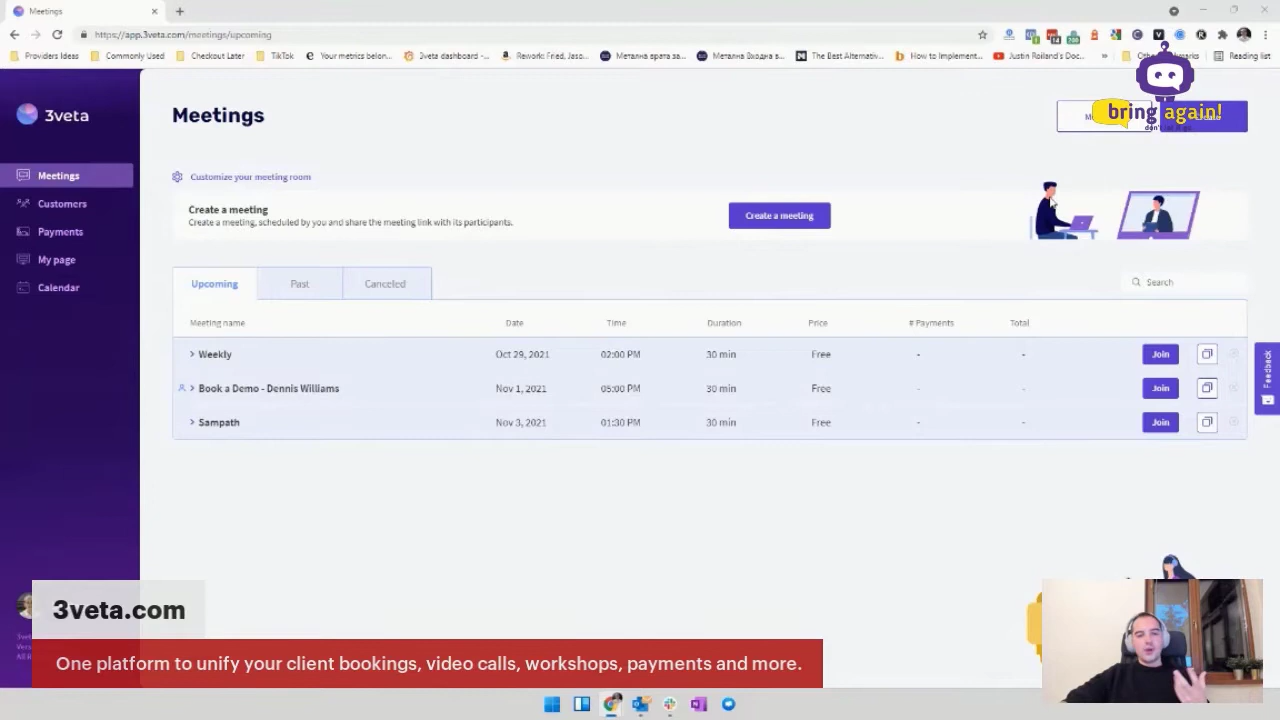 Meetings
https://app.3veta.com/meetings/upcoming
Providers Ideas
Commonly Used
Checkout Later
TikTok
Your metrics belon...
3veta dashboard -...
Rework: Fried, Jaso...
Метална врата за...
Метална Входна в...
The Best Alternativ...
How to Implement...
Justin Roiland's Doc...
Reading list
bring again!
3veta
Meetings
Customers
Payments
My page
Calendar
Meetings
Customize your meeting room
Create a meeting
Create a meeting, scheduled by you and share the meeting link with its participants.
Create a meeting
Upcoming
Past
Canceled
Search
Meeting name
Date
Time
Duration
Price
# Payments
Total
Weekly
Oct 29, 2021
02:00 PM
30 min
Free
-
-
Join
Book a Demo - Dennis Williams
Nov 1, 2021
05:00 PM
30 min
Free
-
-
Join
Sampath
Nov 3, 2021
01:30 PM
30 min
Free
-
-
Join
Feedback
3veta.com
One platform to unify your client bookings, video calls, workshops, payments and more.